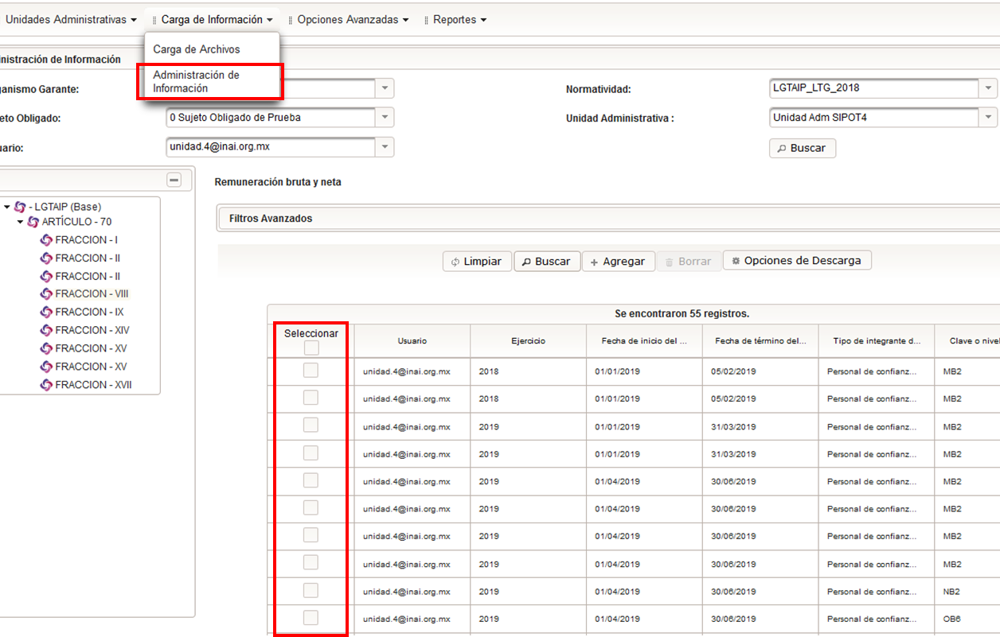 Unidades Administrativas Carga de Información Opciones Avanzadas Reportes
Carga de Archivos
Administración de
Información
nistración de Información
ganismo Garante:
Normatividad: LGTAIP_LTG_2018
eto Obligado: 0 Sujeto Obligado de Prueba Unidad Administrativa : Unidad Adm SIPOT4
uario: unidad.4@inai.org.mx Buscar
Remuneración bruta y neta
- LGTAIP (Base)
ARTÍCULO - 70
FRACCION - I
FRACCION - II
FRACCION - II
FRACCION - VIII
FRACCION - IX
FRACCION - XIV
FRACCION - XV
FRACCION - XV
FRACCION - XVII
Filtros Avanzados
Limpiar Buscar Agregar Borrar Opciones de Descarga
Se encontraron 55 registros.
Seleccionar Usuario Ejercicio Fecha de inicio del ... Fecha de término del... Tipo de integrante d... Clave o nivel
unidad.4@inai.org.mx 2018 01/01/2019 05/02/2019 Personal de confianz... MB2
unidad.4@inai.org.mx 2018 01/01/2019 05/02/2019 Personal de confianz... MB2
unidad.4@inai.org.mx 2019 01/01/2019 31/03/2019 Personal de confianz... MB2
unidad.4@inai.org.mx 2019 01/01/2019 31/03/2019 Personal de confianz... MB2
unidad.4@inai.org.mx 2019 01/04/2019 30/06/2019 Personal de confianz... MB2
unidad.4@inai.org.mx 2019 01/04/2019 30/06/2019 Personal de confianz... MB2
unidad.4@inai.org.mx 2019 01/04/2019 30/06/2019 Personal de confianz... MB2
unidad.4@inai.org.mx 2019 01/04/2019 30/06/2019 Personal de confianz... MB2
unidad.4@inai.org.mx 2019 01/04/2019 30/06/2019 Personal de confianz... NB2
unidad.4@inai.org.mx 2019 01/04/2019 30/06/2019 Personal de confianz... OB6